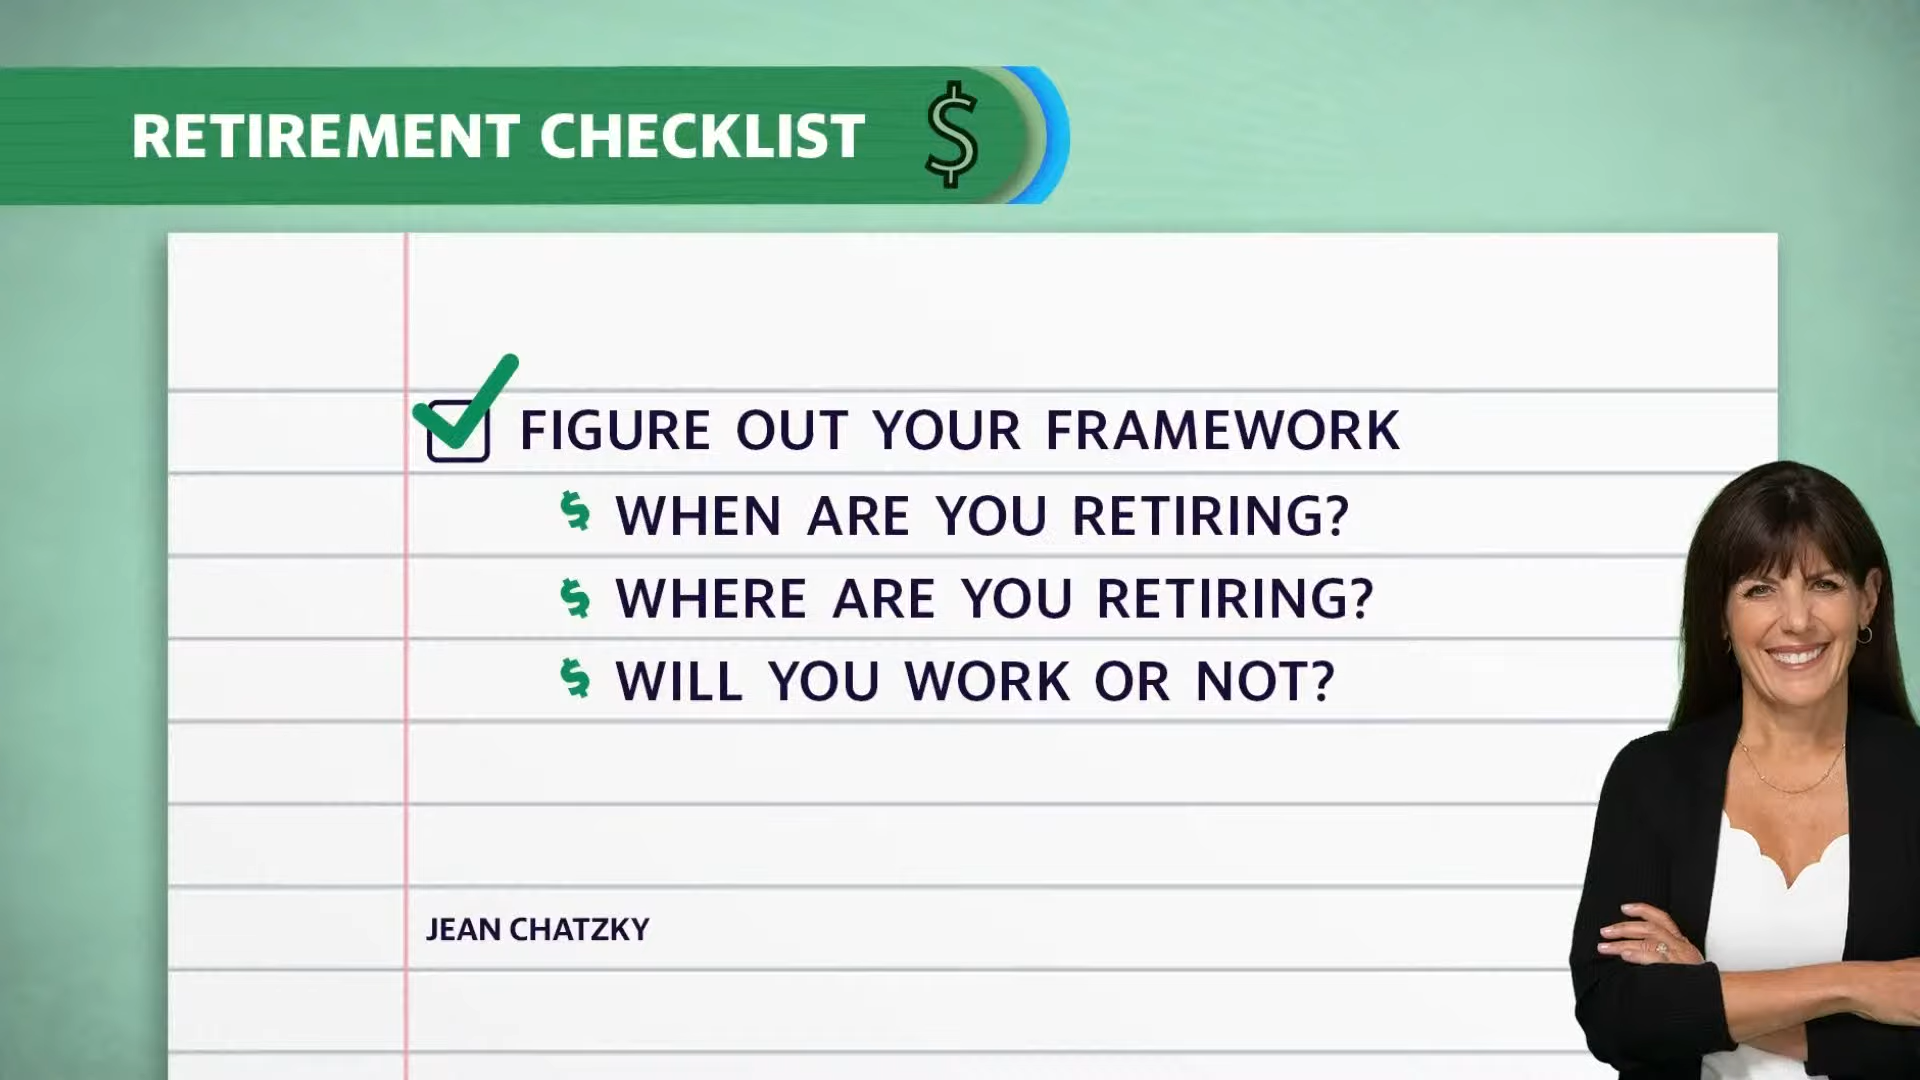 RETIREMENT CHECKLIST $
FIGURE OUT YOUR FRAMEWORK
$ WHEN ARE YOU RETIRING?
$ WHERE ARE YOU RETIRING?
$ WILL YOU WORK OR NOT?
JEAN CHATZKY